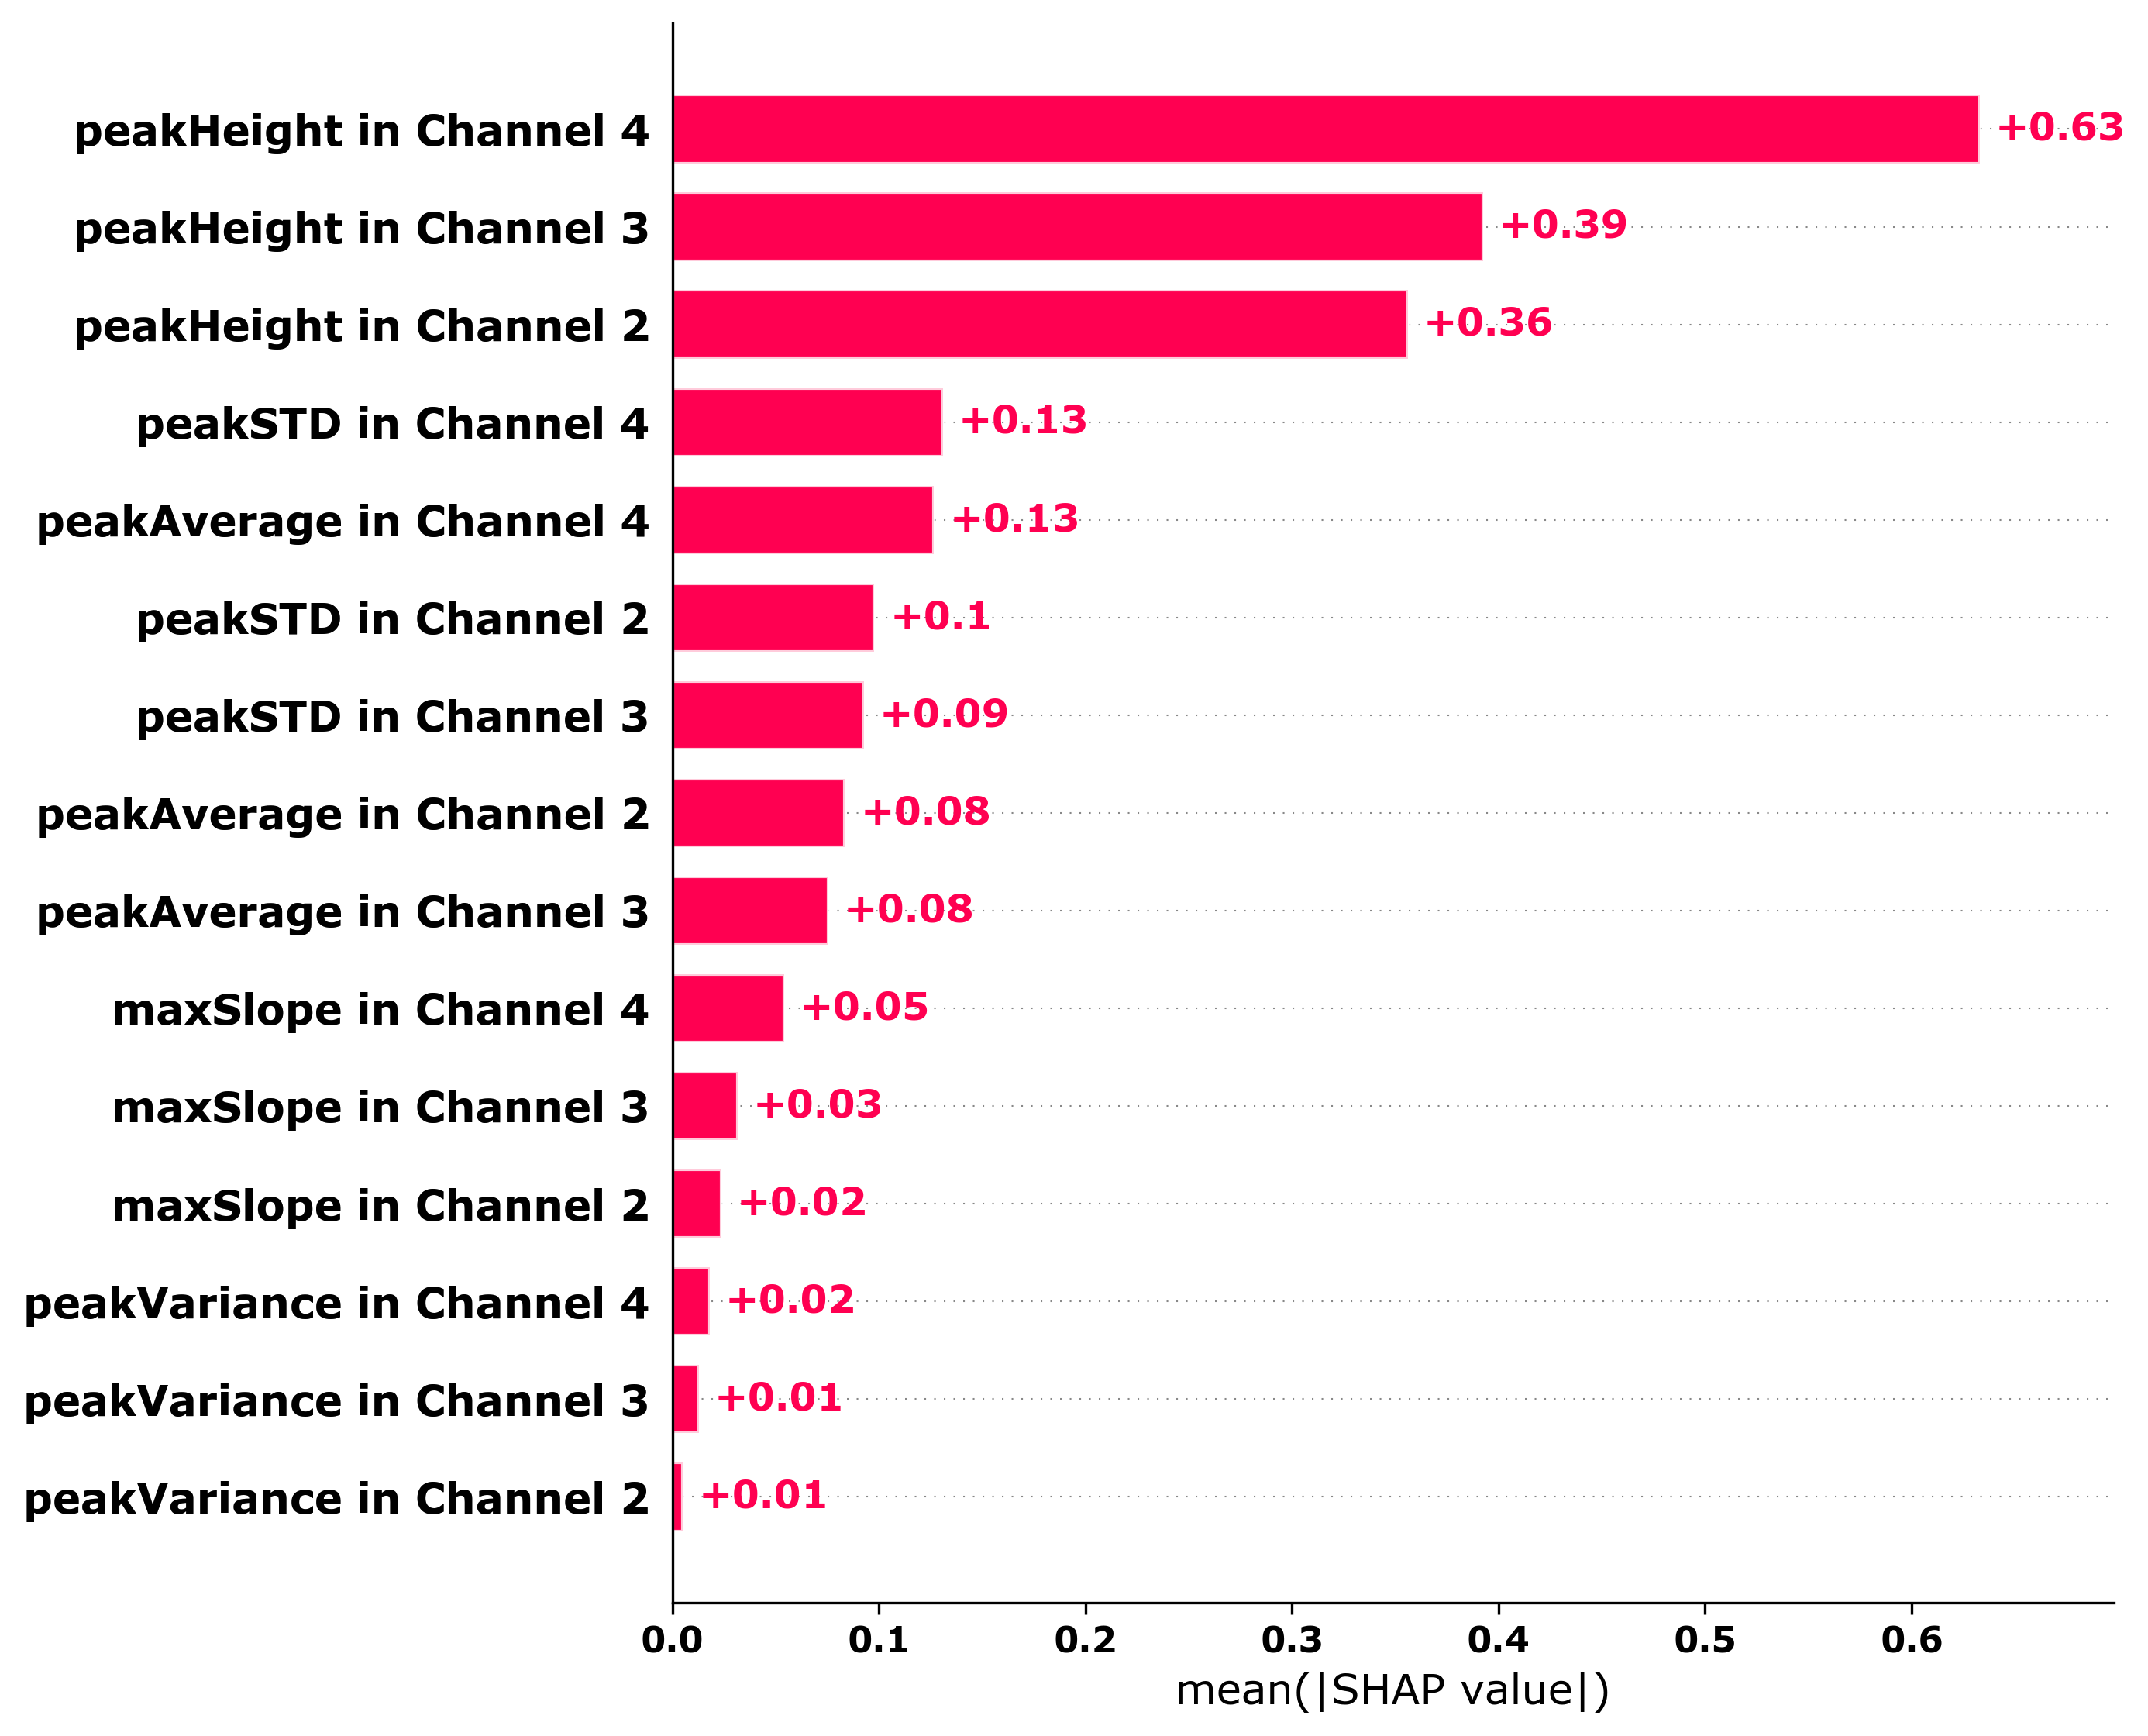 peakHeight in Channel 4 +0.63
peakHeight in Channel 3 +0.39
peakHeight in Channel 2 +0.36
peakSTD in Channel 4 +0.13
peakAverage in Channel 4 +0.13
peakSTD in Channel 2 +0.1
peakSTD in Channel 3 +0.09
peakAverage in Channel 2 +0.08
peakAverage in Channel 3 +0.08
maxSlope in Channel 4 +0.05
maxSlope in Channel 3 +0.03
maxSlope in Channel 2 +0.02
peakVariance in Channel 4 +0.02
peakVariance in Channel 3 +0.01
peakVariance in Channel 2 +0.01
0.0 0.1 0.2 0.3 0.4 0.5 0.6
mean(|SHAP value|)